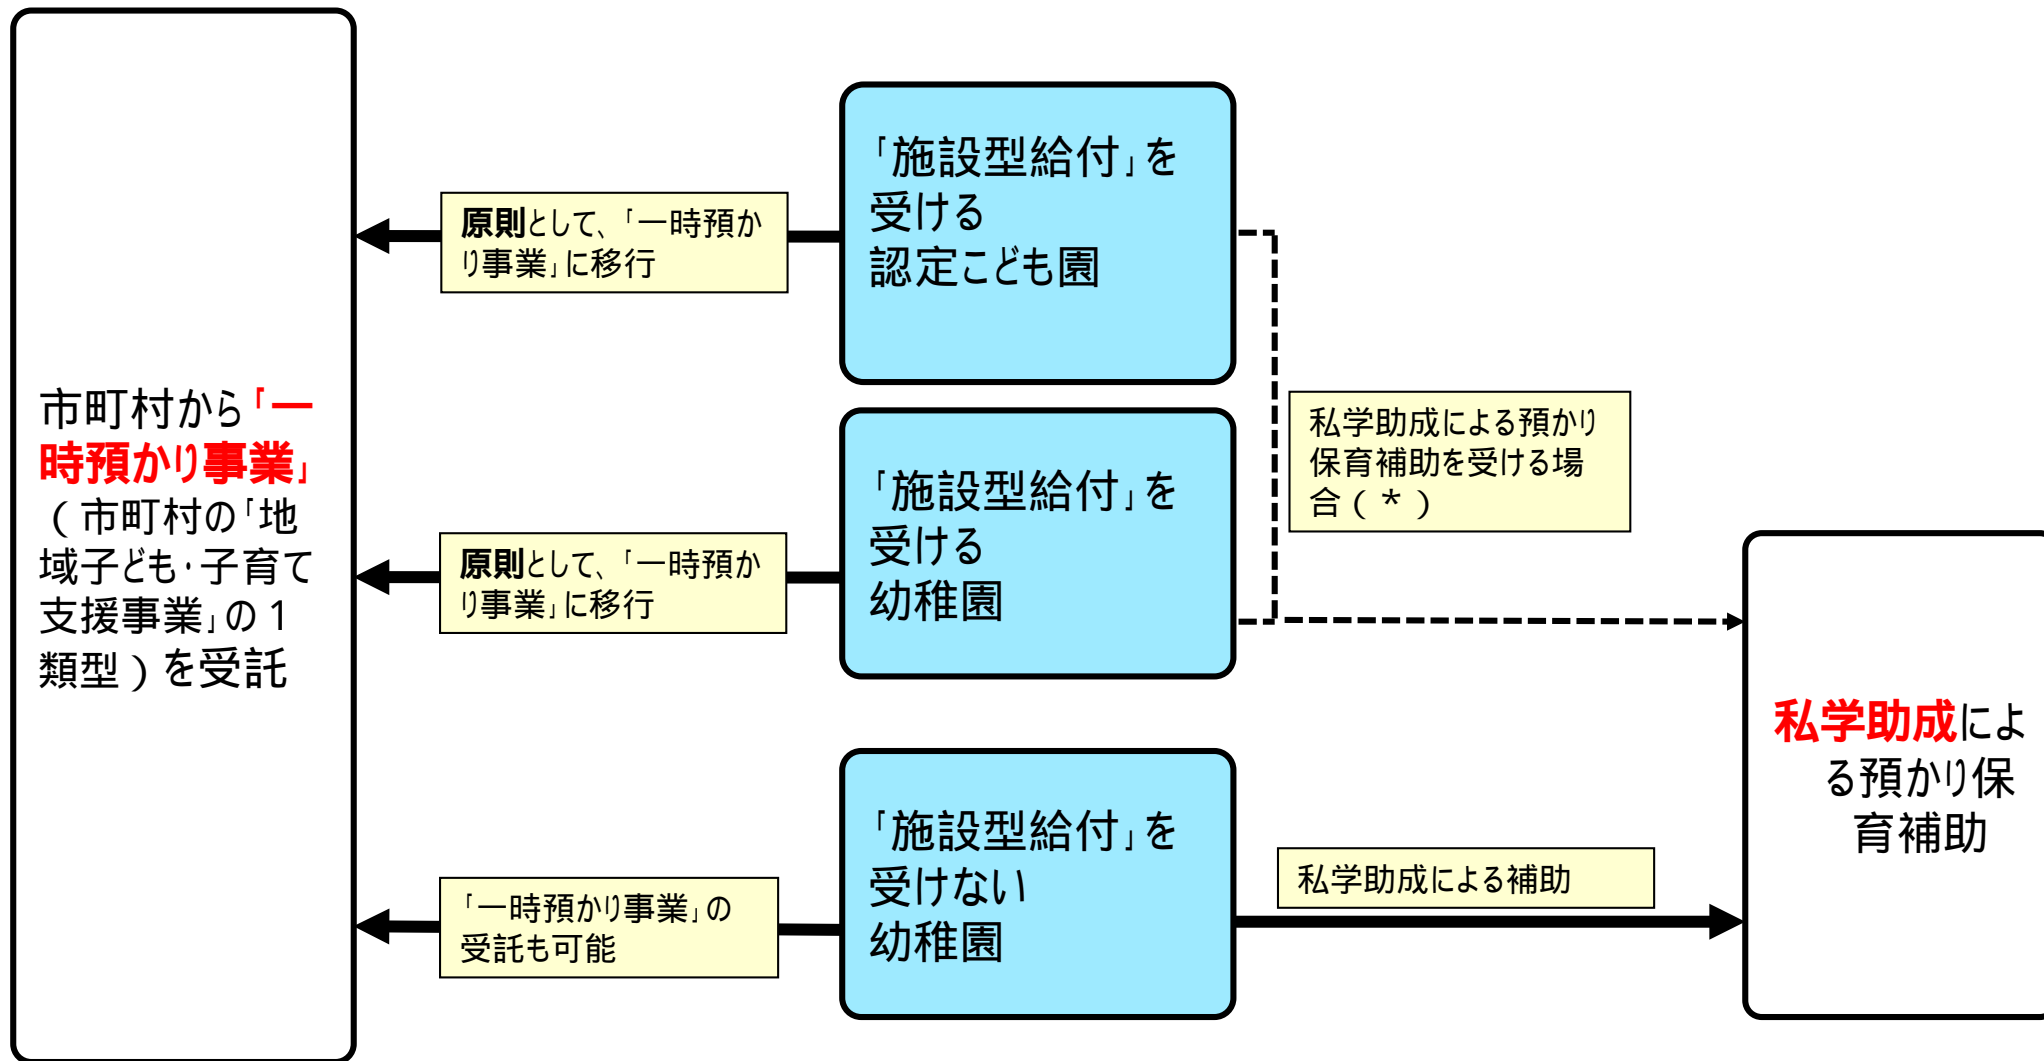 市町村から「一
時預かり事業」
（市町村の「地
域子ども・子育て
支援事業」の１
類型）を受託
原則として、「一時預か
り事業」に移行
「施設型給付」を
受ける
認定こども園
原則として、「一時預か
り事業」に移行
「施設型給付」を
受ける
幼稚園
私学助成による預かり
保育補助を受ける場
合（＊）
「一時預かり事業」の
受託も可能
「施設型給付」を
受けない
幼稚園
私学助成による補助
私学助成によ
る預かり保
育補助